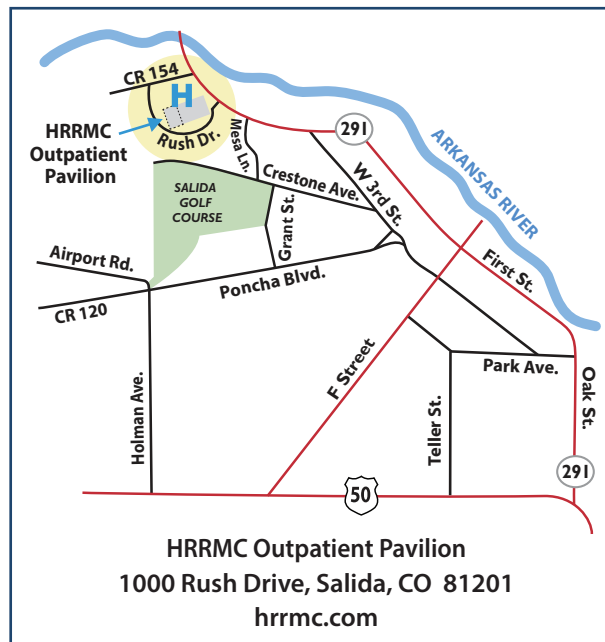 CR 154
H
HRRMC
Outpatient
Pavilion
Rush Dr.
Mesa Ln.
291
ARKANSAS RIVER
Crestone Ave.
W 3rd St.
SALIDA
GOLF
COURSE
Grant St.
Airport Rd.
Poncha Blvd.
First St.
CR 120
F Street
Park Ave.
Oak St.
Holman Ave.
Teller St.
291
50
HRRMC Outpatient Pavilion
1000 Rush Drive, Salida, CO 81201
hrrmc.com